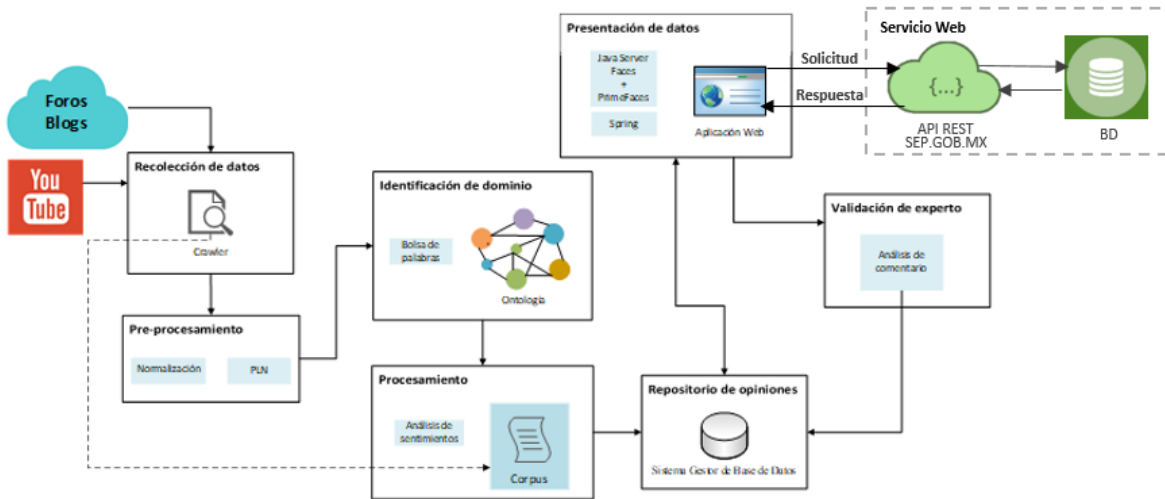 Foros
Blogs
You
Tube
Recolección de datos
Crawler
Pre-procesamiento
Normalización
PLN
Identificación de dominio
Bolsa de
palabras
Ontología
Procesamiento
Análisis de
sentimientos
Corpus
Presentación de datos
Java Server
Faces
+
PrimeFaces
Spring
Aplicación Web
Solicitud
Respuesta
Servicio Web
{...}
API REST
SEP.GOB.MX
BD
Validación de experto
Análisis de
comentario
Repositorio de opiniones
Sistema Gestor de Base de Datos